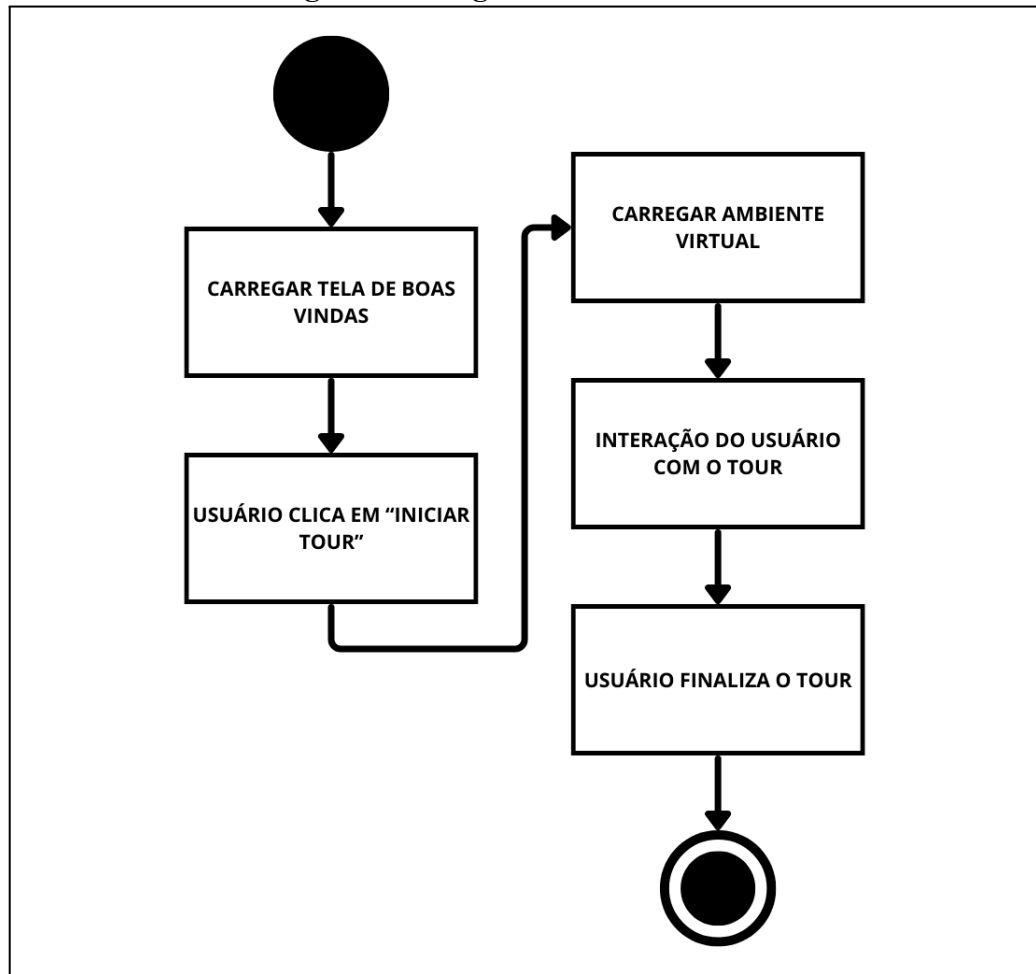 CARREGAR TELA DE BOAS
VINDAS
USUÁRIO CLICA EM “INICIAR
TOUR”
CARREGAR AMBIENTE
VIRTUAL
INTERAÇÃO DO USUÁRIO
COM O TOUR
USUÁRIO FINALIZA O TOUR